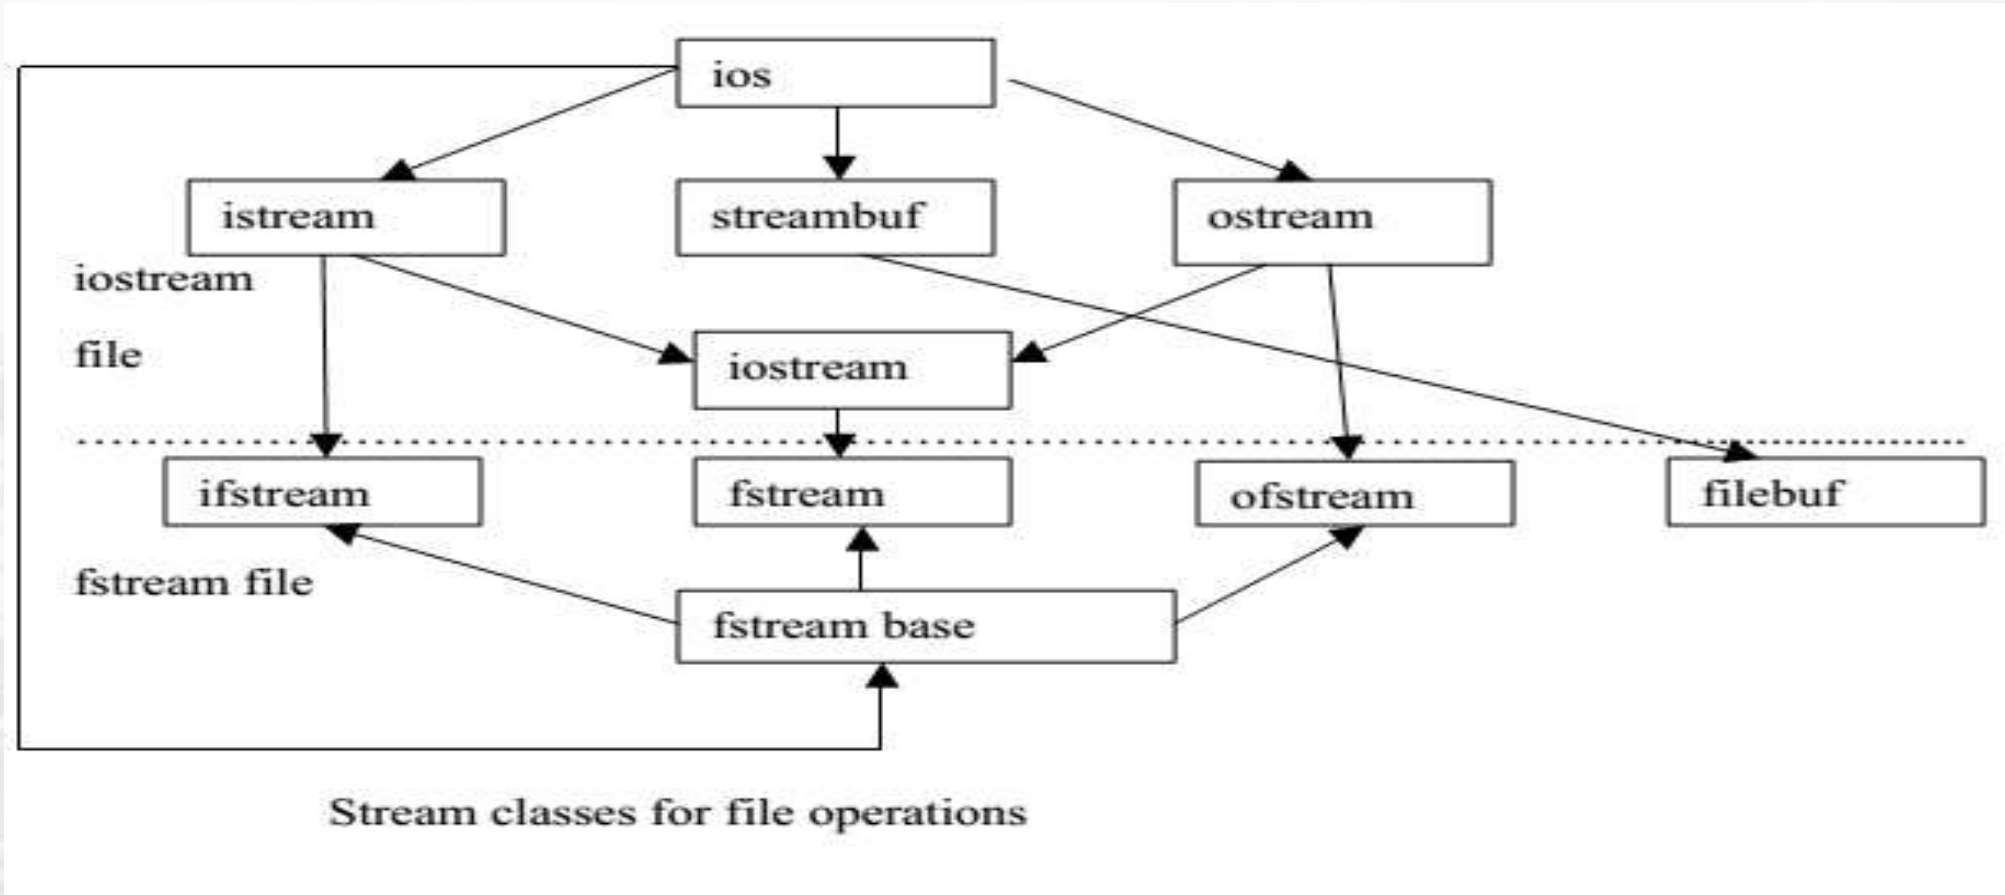 ios
istream
streambuf
ostream
iostream
file
iostream
ifstream
fstream
ofstream
filebuf
fstream file
fstream base
Stream classes for file operations